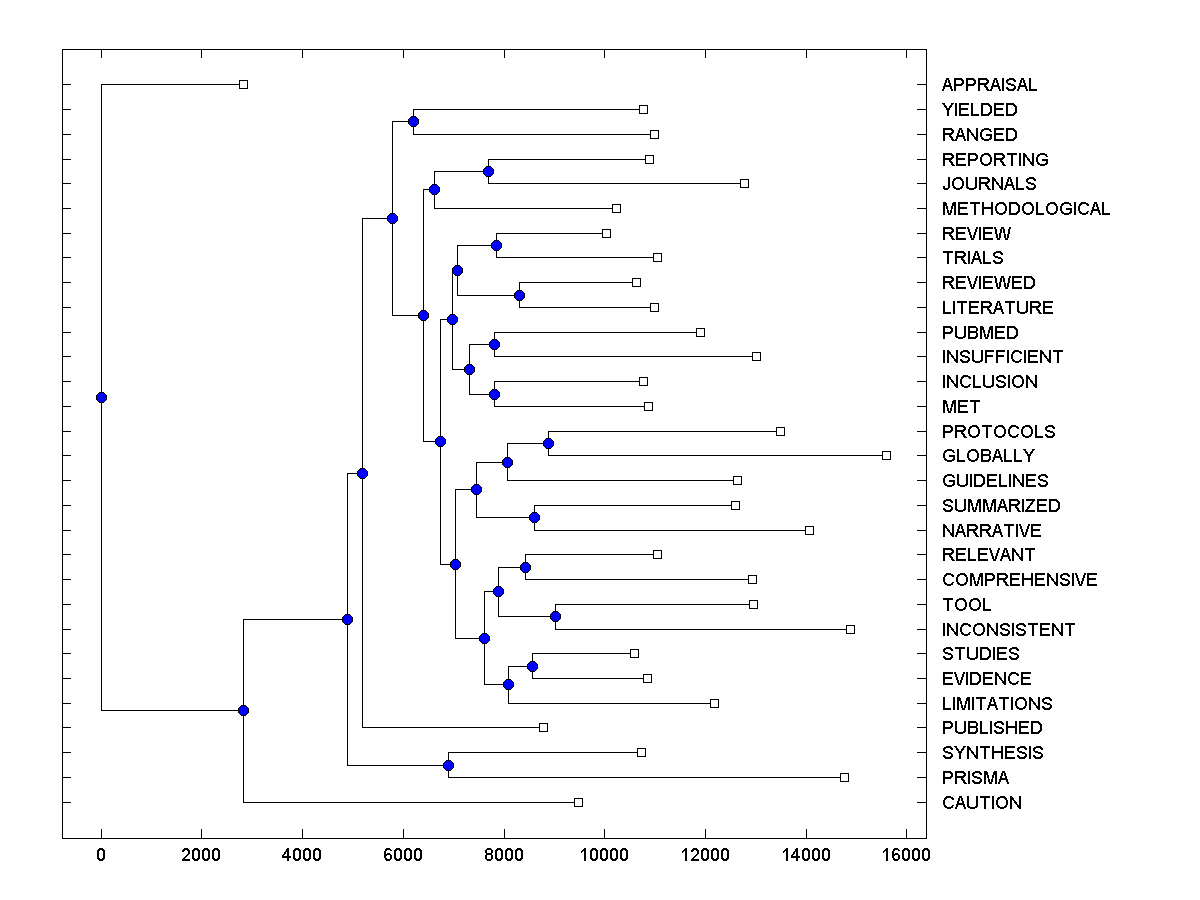 APPRAISAL
YIELDED
RANGED
REPORTING
JOURNALS
METHODOLOGICAL
REVIEW
TRIALS
REVIEWED
LITERATURE
PUBMED
INSUFFICIENT
INCLUSION
MET
PROTOCOLS
GLOBALLY
GUIDELINES
SUMMARIZED
NARRATIVE
RELEVANT
COMPREHENSIVE
TOOL
INCONSISTENT
STUDIES
EVIDENCE
LIMITATIONS
PUBLISHED
SYNTHESIS
PRISMA
CAUTION
0 2000 4000 6000 8000 10000 12000 14000 16000